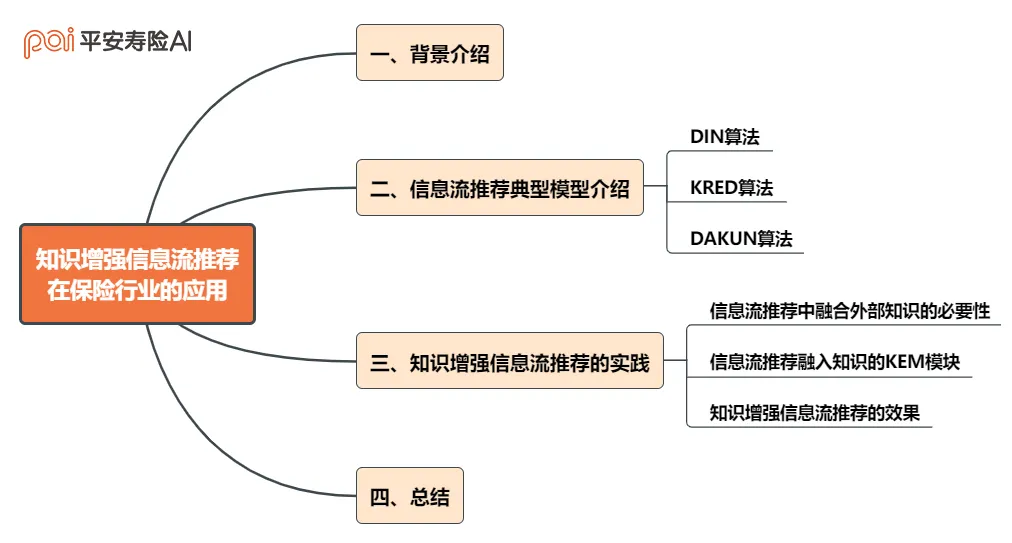 pai 平安寿险AI
一、背景介绍
二、信息流推荐典型模型介绍
DIN算法
KRED算法
DAKUN算法
知识增强信息流推荐
在保险行业的应用
三、知识增强信息流推荐的实践
信息流推荐中融合外部知识的必要性
信息流推荐融入知识的KEM模块
知识增强信息流推荐的效果
四、总结